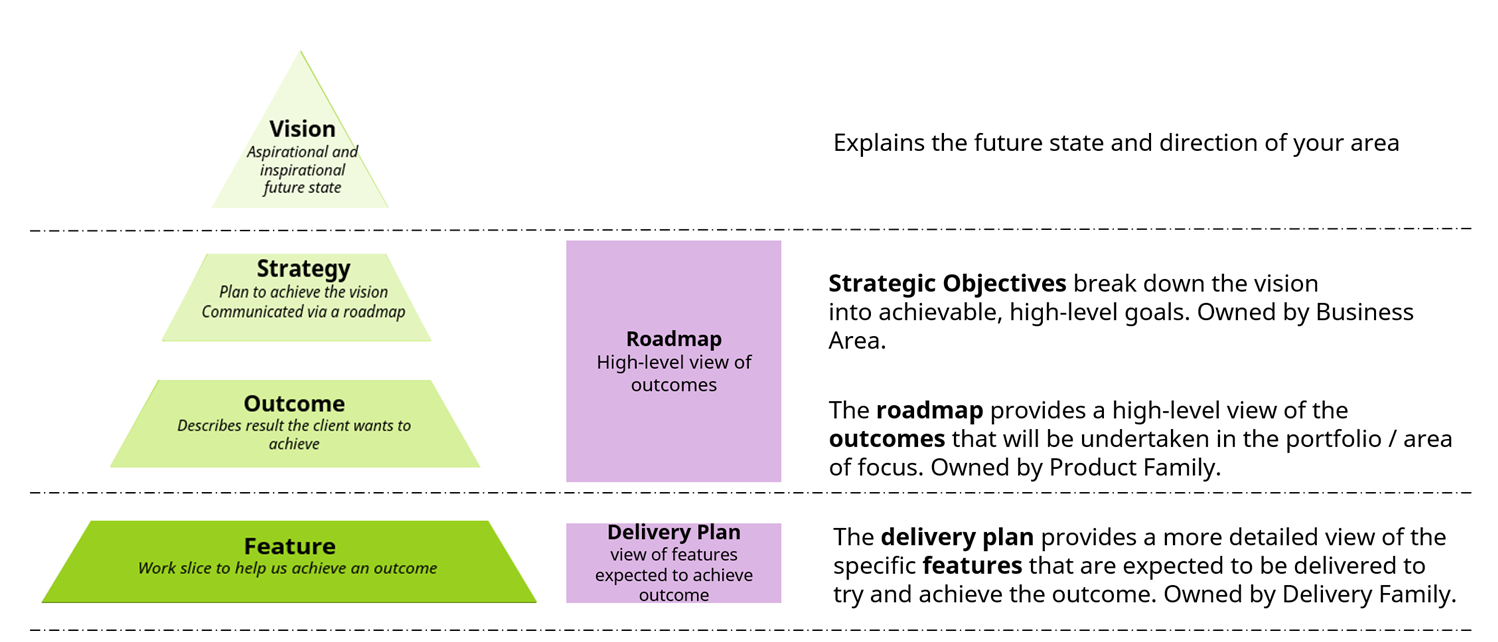 Vision
Aspirational and
inspirational
future state
Explains the future state and direction of your area
Strategy
Plan to achieve the vision
Communicated via a roadmap
Outcome
Describes result the client wants to
achieve
Roadmap
High-level view of
outcomes
Strategic Objectives break down the vision
into achievable, high-level goals. Owned by Business
Area.
The roadmap provides a high-level view of the
outcomes that will be undertaken in the portfolio / area
of focus. Owned by Product Family.
Feature
Work slice to help us achieve an outcome
Delivery Plan
view of features
expected to achieve
outcome
The delivery plan provides a more detailed view of the
specific features that are expected to be delivered to
try and achieve the outcome. Owned by Delivery Family.